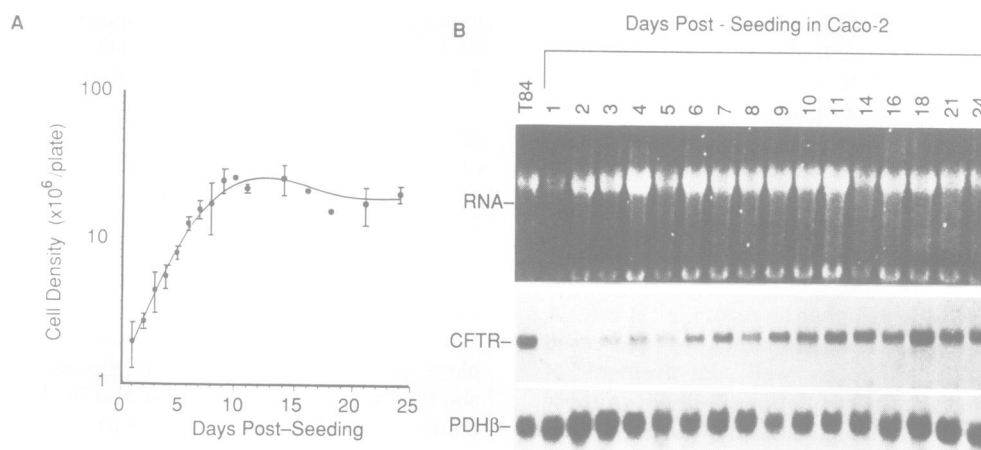 A
100
10
1
Cell Density (x10⁶/plate)
0 5 10 15 20 25
Days Post–Seeding
B
Days Post - Seeding in Caco-2
T84 1 2 3 4 5 6 7 8 9 10 11 14 16 18 21 24
RNA–
CFTR–
PDHβ–